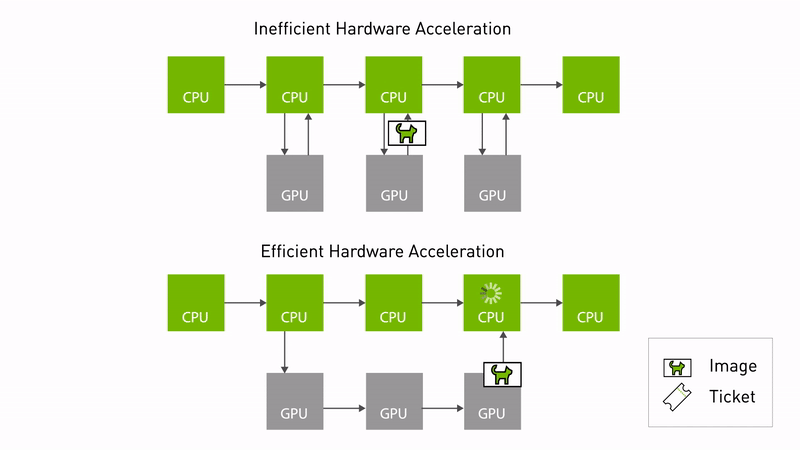 Inefficient Hardware Acceleration
CPU CPU CPU CPU CPU
GPU GPU GPU
Efficient Hardware Acceleration
CPU CPU CPU CPU CPU
GPU GPU GPU
Image
Ticket